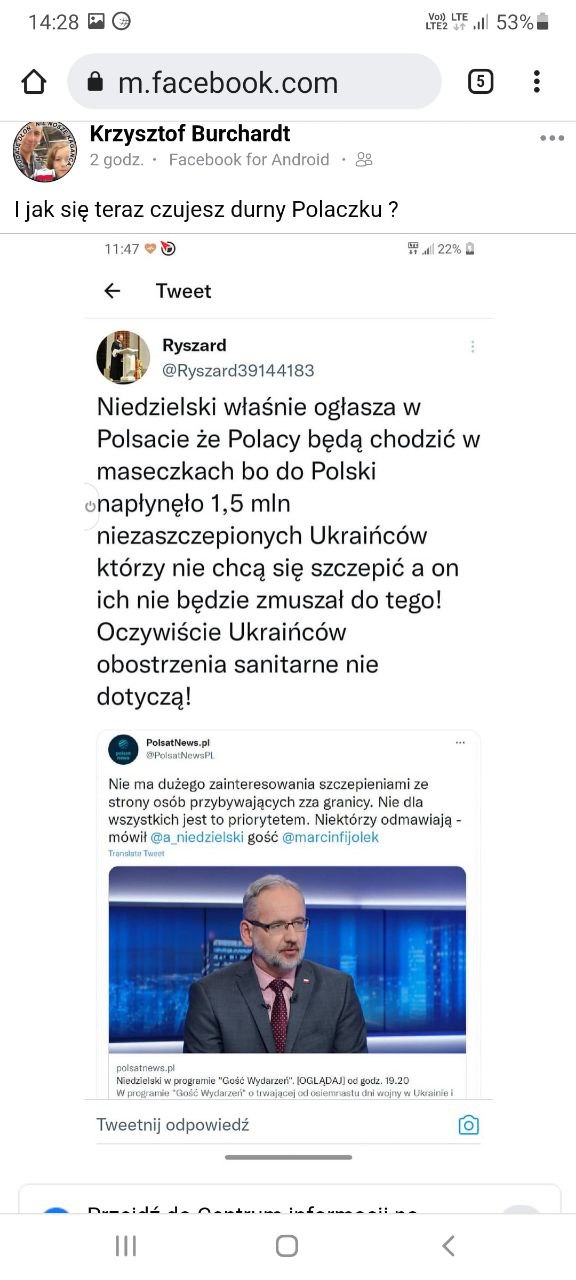 14:28
Vo)) LTE
LTE2
53%
m.facebook.com
5
Krzysztof Burchardt
2 godz. · Facebook for Android ·
I jak się teraz czujesz durny Polaczku ?
11:47
22%
Tweet
Ryszard
@Ryszard39144183
Niedzielski właśnie ogłasza w
Polsacie że Polacy będą chodzić w
maseczkach bo do Polski
napłynęło 1,5 mln
niezaszczepionych Ukraińców
którzy nie chcą się szczepić a on
ich nie będzie zmuszał do tego!
Oczywiście Ukraińców
obostrzenia sanitarne nie
dotyczą!
PolsatNews.pl
@PolsatNewsPL
Nie ma dużego zainteresowania szczepieniami ze
strony osób przybywających zza granicy. Nie dla
wszystkich jest to priorytetem. Niektórzy odmawiają -
mówił @a_niedzielski gość @marcinfijolek
Translate Tweet
polsatnews.pl
Niedzielski w programie "Gość Wydarzeń". [OGLĄDAJ] od godz. 19.20
W programie "Gość Wydarzeń" o trwającej od osiemnastu dni wojny w Ukrainie i
Tweetnij odpowiedź
Przejdź do Centrum informacji po